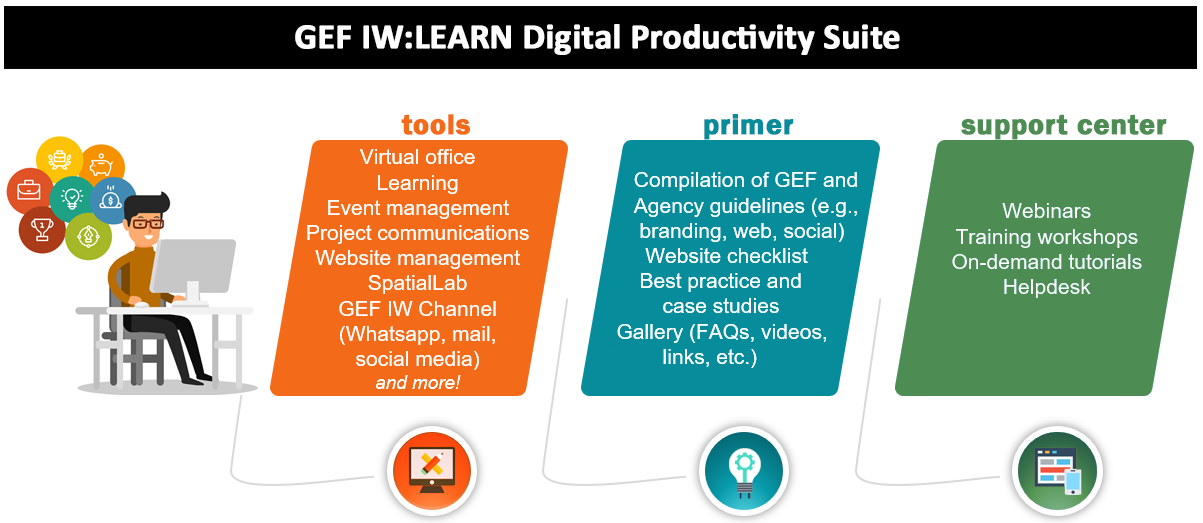 GEF IW:LEARN Digital Productivity Suite
tools
Virtual office
Learning
Event management
Project communications
Website management
SpatialLab
GEF IW Channel
(Whatsapp, mail,
social media)
and more!
primer
Compilation of GEF and
Agency guidelines (e.g.,
branding, web, social)
Website checklist
Best practice and
case studies
Gallery (FAQs, videos,
links, etc.)
support center
Webinars
Training workshops
On-demand tutorials
Helpdesk
1
$